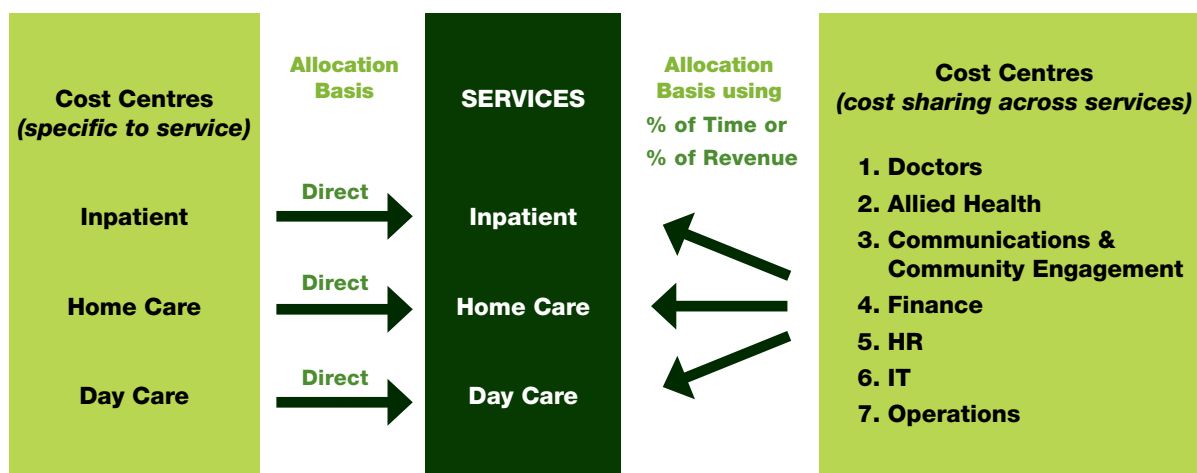 Cost Centres
(specific to service)
Inpatient
Home Care
Day Care
Allocation
Basis
Direct
Direct
Direct
SERVICES
Inpatient
Home Care
Day Care
Allocation
Basis using
% of Time or
% of Revenue
Cost Centres
(cost sharing across services)
1. Doctors
2. Allied Health
3. Communications &
Community Engagement
4. Finance
5. HR
6. IT
7. Operations